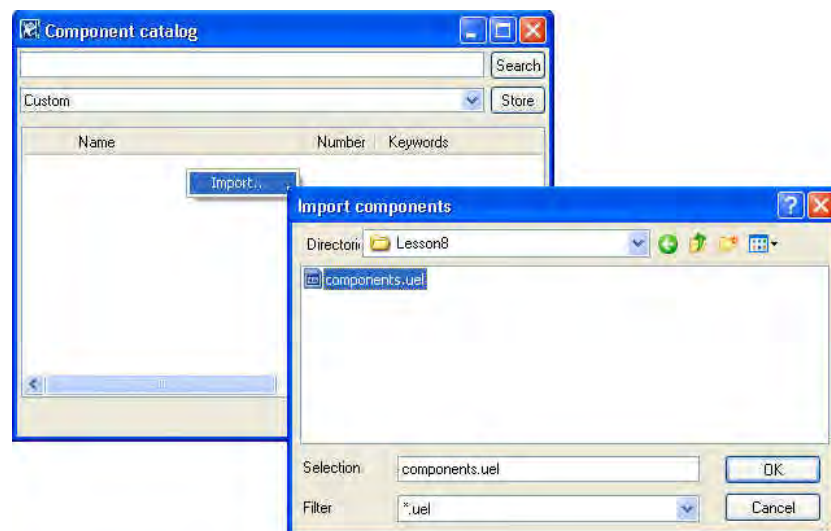 Component catalog
Search
Custom
Store
Name Number Keywords
Import...
Import components
Lesson8
components.uel
Selection components.uel OK
Filter *.uel Cancel